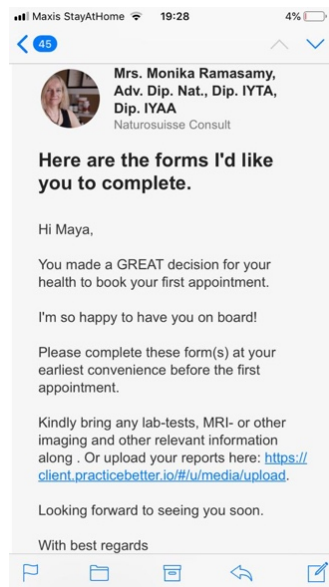 Maxis StayAtHome 19:28 4%
45
Mrs. Monika Ramasamy,
Adv. Dip. Nat., Dip. IYTA,
Dip. IYAA
Naturosuisse Consult
Here are the forms I'd like
you to complete.
Hi Maya,
You made a GREAT decision for your
health to book your first appointment.
I'm so happy to have you on board!
Please complete these form(s) at your
earliest convenience before the first
appointment.
Kindly bring any lab-tests, MRI- or other
imaging and other relevant information
along . Or upload your reports here: https://
client.practicebetter.io/#/u/media/upload.
Looking forward to seeing you soon.
With best regards